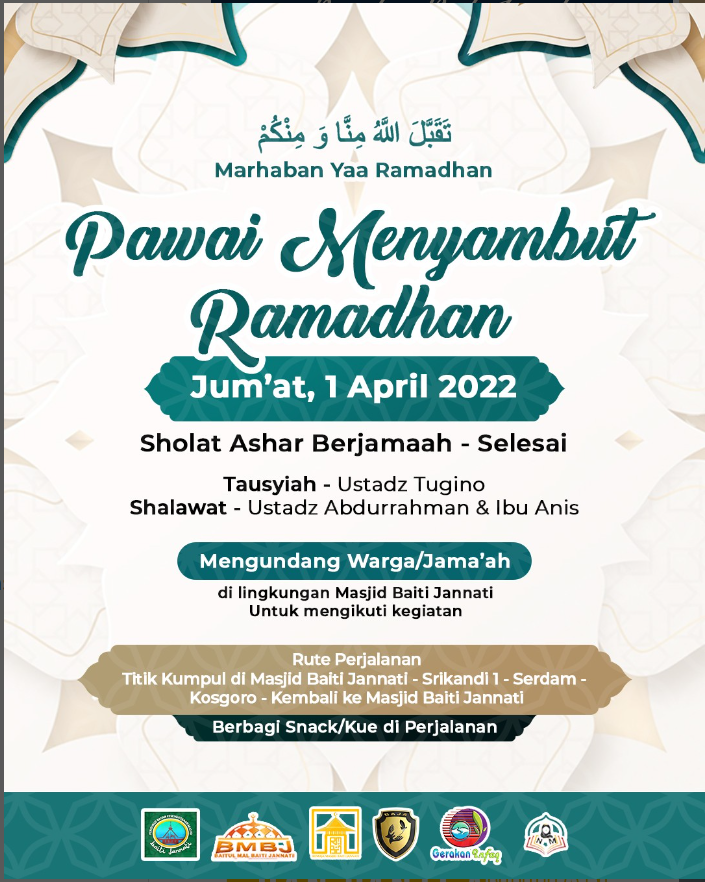 تَقَبَّلَ اللَّهُ مِنَّا وَ مِنْكُمْ
Marhaban Yaa Ramadhan
Pawai Menyambut
Ramadhan
Jum'at, 1 April 2022
Sholat Ashar Berjamaah - Selesai
Tausyiah - Ustadz Tugino
Shalawat - Ustadz Abdurrahman & Ibu Anis
Mengundang Warga/Jama'ah
di lingkungan Masjid Baiti Jannati
Untuk mengikuti kegiatan
Rute Perjalanan
Titik Kumpul di Masjid Baiti Jannati - Srikandi 1 - Serdam -
Kosgoro - Kembali ke Masjid Baiti Jannati
Berbagi Snack/Kue di Perjalanan
baiti jannati
BMBJ
BAITUL MAL BAITI JANNATI
Gerakan Infaq